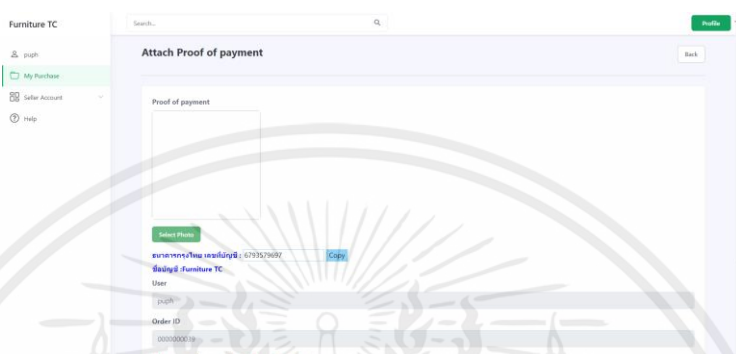 Furniture TC
Search...
Profile
puph
My Purchase
Seller Account
Help
Attach Proof of payment
Back
Proof of payment
Select Photo
ธนาคารกรุงไทย เลขที่บัญชี : 6793579697 Copy
ชื่อบัญชี :Furniture TC
User
puph
Order ID
0000000039